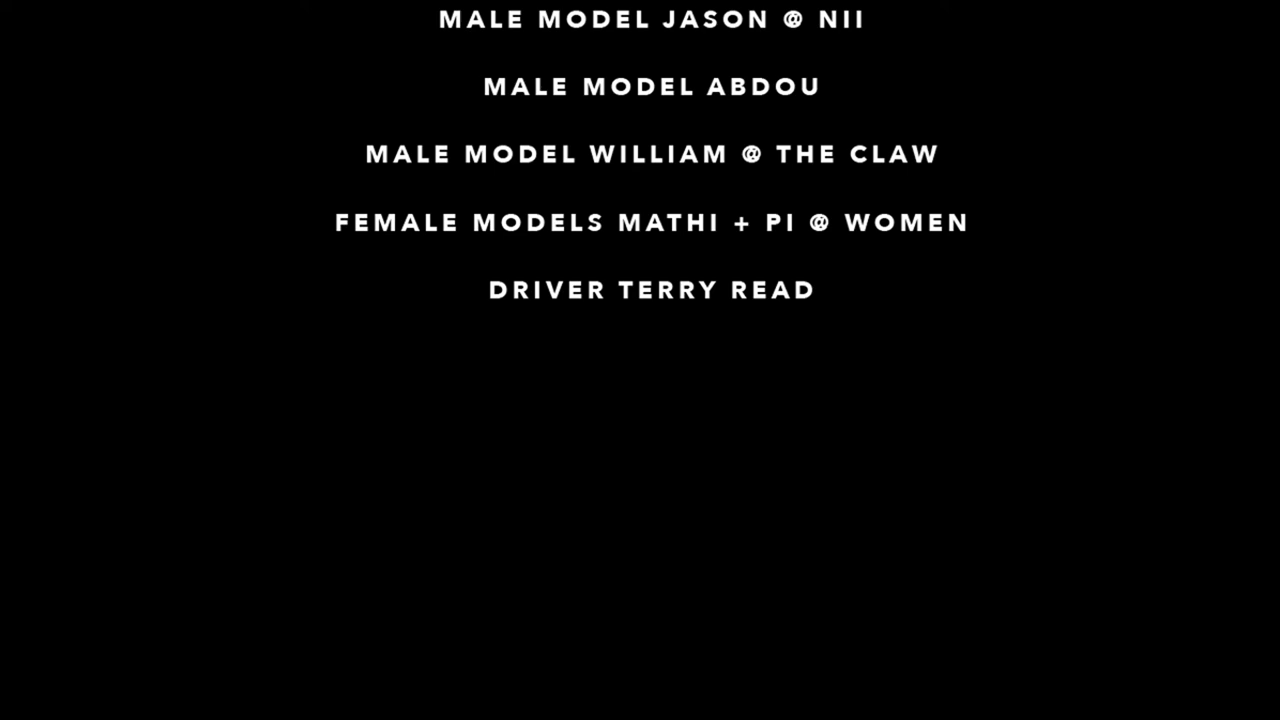 MALE MODEL JASON @ NII
MALE MODEL ABDOU
MALE MODEL WILLIAM @ THE CLAW
FEMALE MODELS MATHI + PI @ WOMEN
DRIVER TERRY READ